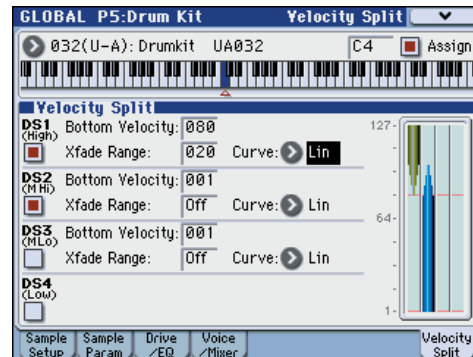 GLOBAL P5:Drum Kit Velocity Split
032(U-A): Drumkit UA032 C4 Assign
Velocity Split
DS1 Bottom Velocity: 080
(High)
Xfade Range: 020 Curve: Lin
DS2 Bottom Velocity: 001
(MHi)
Xfade Range: Off Curve: Lin
DS3 Bottom Velocity: 001
(MLo)
Xfade Range: Off Curve: Lin
DS4
(Low)
127-
64-
1-
Sample Setup Sample Param Drive /EQ Voice /Mixer Velocity Split